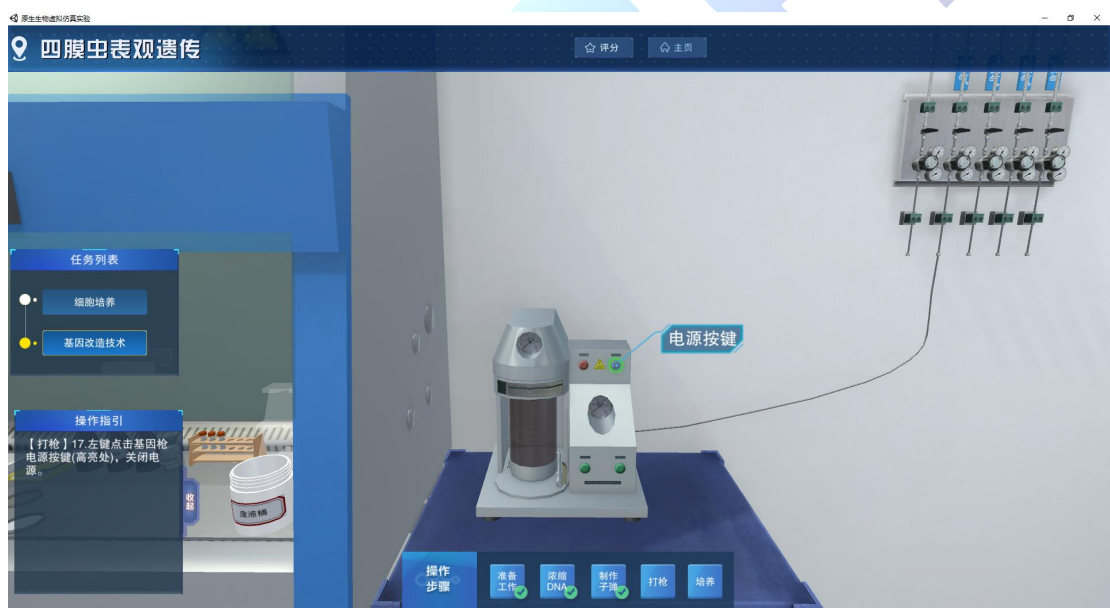 原生生物虚拟仿真实验
四膜虫表观遗传
评分
主页
任务列表
细胞培养
基因改造技术
电源按键
操作指引
【打枪】17.左键点击基因枪
电源按键(高亮处)，关闭电
源。
收起
废液桶
操作
步骤
准备
工作
浓缩
DNA
制作
子弹
打枪
培养